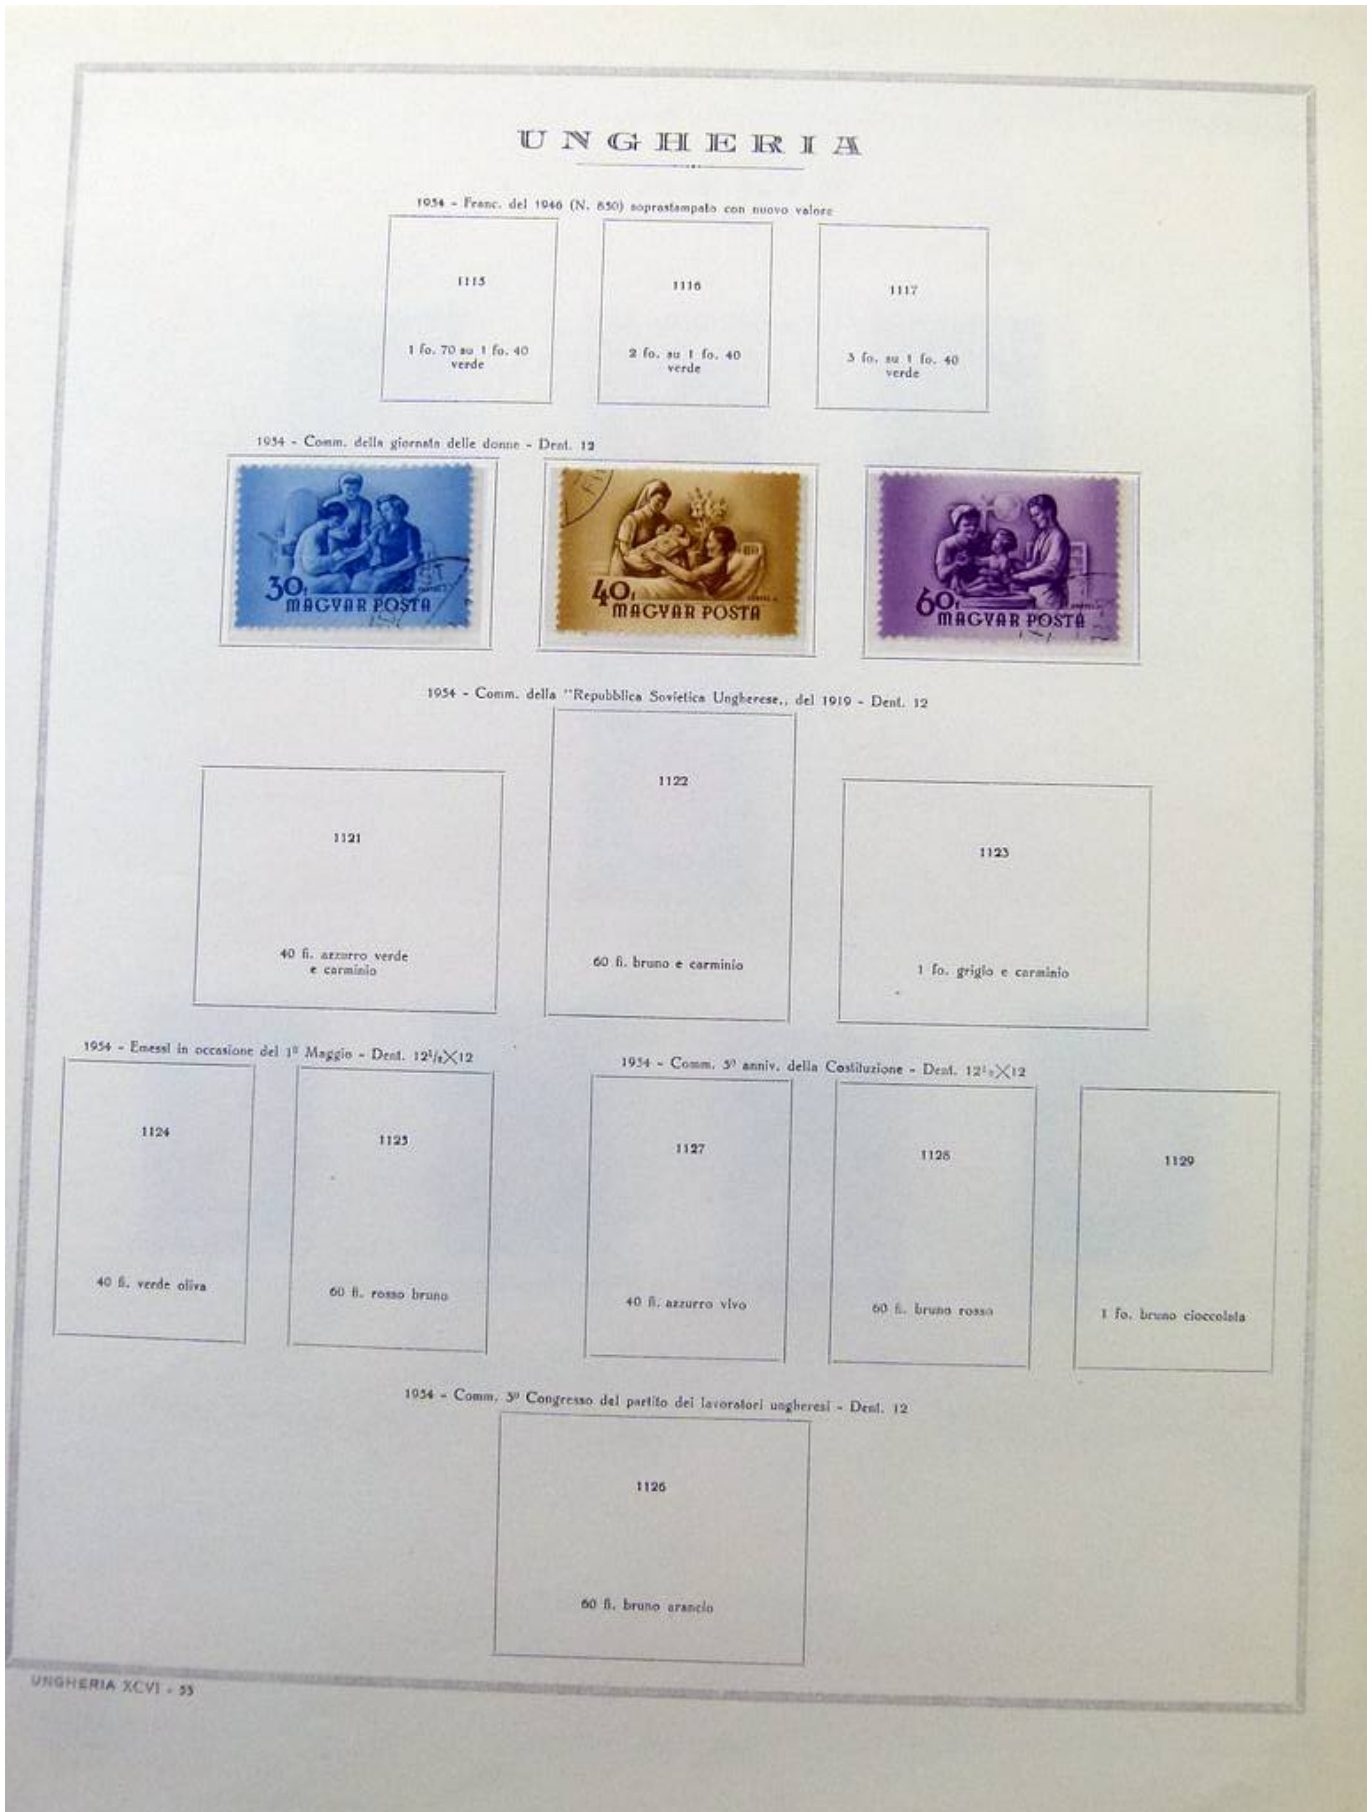 UNGHERIA
1954 - Franc. del 1946 (N. 850) soprastampato con nuovo valore
1115
1116
1117
1 fo. 70 su 1 fo. 40
verde
2 fo. su 1 fo. 40
verde
3 fo. su 1 fo. 40
verde
1954 - Comm. della giornata delle donne - Dent. 12
30f
MAGYAR POSTA
40f
MAGYAR POSTA
60f
MAGYAR POSTA
1954 - Comm. della "Repubblica Sovietica Ungherese,, del 1919 - Dent. 12
1121
1122
1123
40 fi. azzurro verde
e carminio
60 fi. bruno e carminio
1 fo. grigio e carminio
1954 - Emessi in occasione del 1º Maggio - Dent. 12½×12
1954 - Comm. 5º anniv. della Costituzione - Dent. 12½×12
1124
1125
1127
1128
1129
40 fi. verde oliva
60 fi. rosso bruno
40 fi. azzurro vivo
60 fi. bruno rosso
1 fo. bruno cioccolata
1954 - Comm. 3º Congresso del partito dei lavoratori ungheresi - Dent. 12
1126
60 fi. bruno arancio
UNGHERIA XCVI - 55